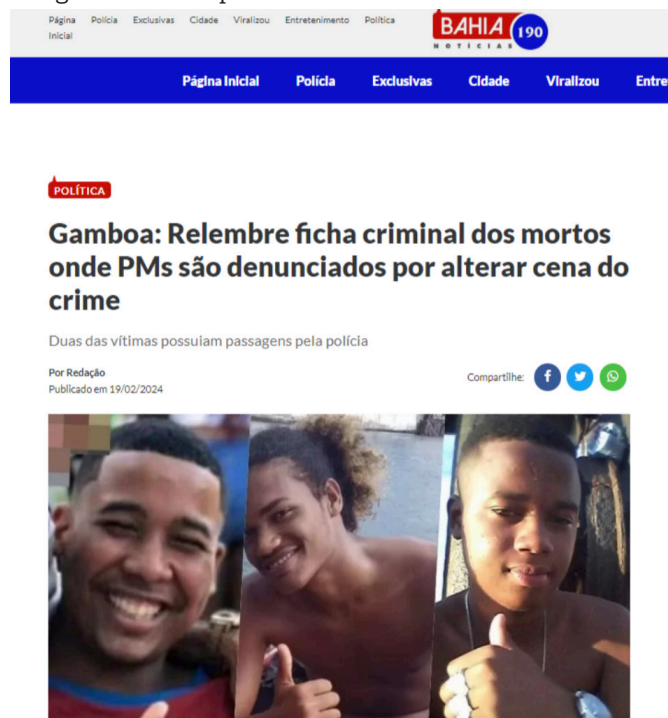 Página Inicial
Polícia
Exclusivas
Cidade
Viralizou
Entretenimento
Política
BAHIA 190
NOTÍCIAS
Página Inicial
Polícia
Exclusivas
Cidade
Viralizou
Entre
POLÍTICA
Gamboa: Relembre ficha criminal dos mortos
onde PMs são denunciados por alterar cena do
crime
Duas das vítimas possuiam passagens pela polícia
Por Redação
Publicado em 19/02/2024
Compartilhe: